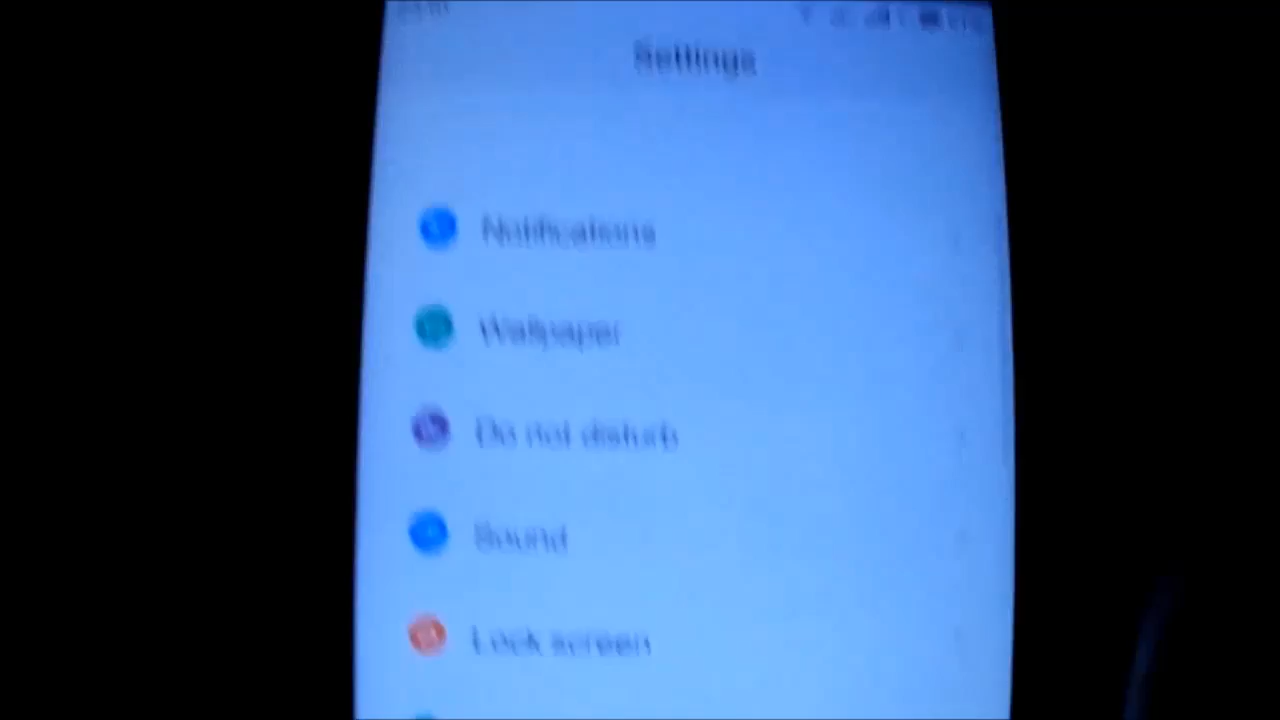 Settings
Notifications
Wallpaper
Do not disturb
Sound
Lock screen